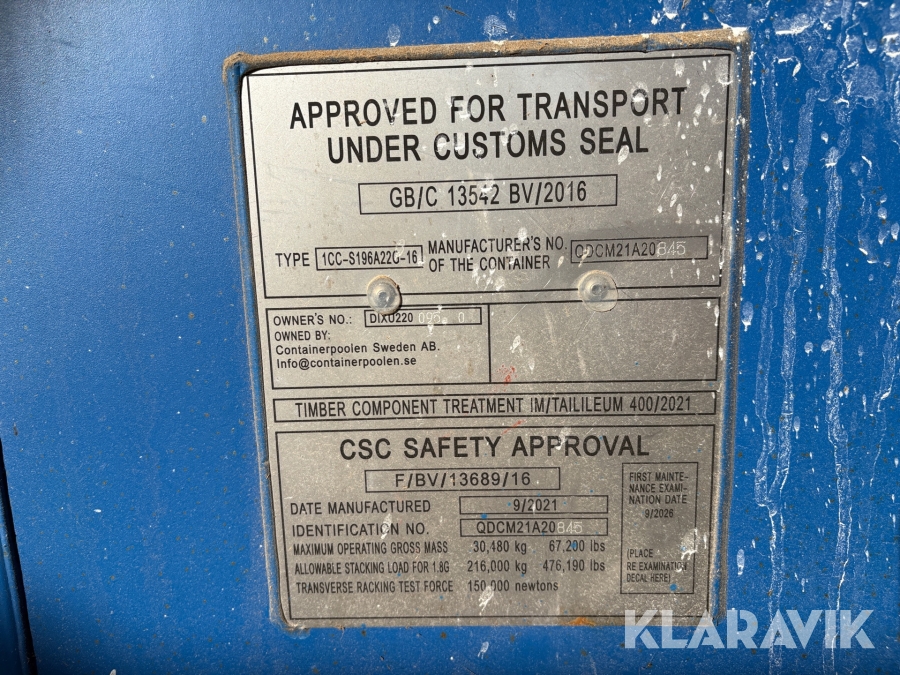 APPROVED FOR TRANSPORT
UNDER CUSTOMS SEAL
GB/C 13542 BV/2016
TYPE 1CC-S196A22G-16 MANUFACTURER'S NO. OF THE CONTAINER QDCM21A20845
OWNER'S NO.: DIXU220
OWNED BY:
Containerpoolen Sweden AB.
Info@containerpoolen.se
TIMBER COMPONENT TREATMENT IM/TAILILEUM 400/2021
CSC SAFETY APPROVAL
F/BV/13689/16
DATE MANUFACTURED 9/2021
IDENTIFICATION NO. QDCM21A20845
MAXIMUM OPERATING GROSS MASS 30,480 kg 67,200 lbs
ALLOWABLE STACKING LOAD FOR 1.8G 216,000 kg 476,190 lbs
TRANSVERSE RACKING TEST FORCE 150,000 newtons
FIRST MAINTE-
NANCE EXAMI-
NATION DATE
9/2026
(PLACE
RE EXAMINATION
DECAL HERE)
KLARAVIK